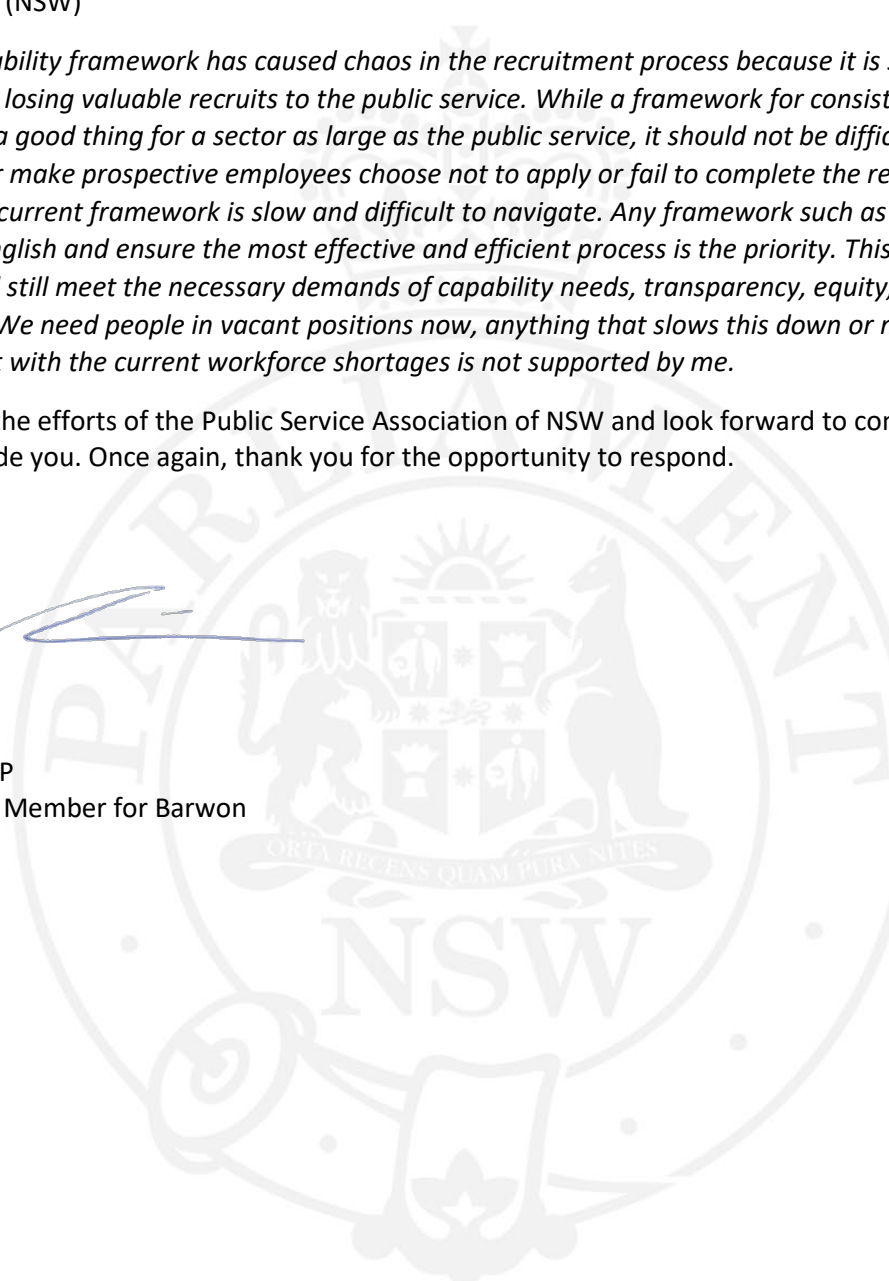 (NSW)
ability framework has caused chaos in the recruitment process because it is s
losing valuable recruits to the public service. While a framework for consist
a good thing for a sector as large as the public service, it should not be diffic
r make prospective employees choose not to apply or fail to complete the re
current framework is slow and difficult to navigate. Any framework such as
nglish and ensure the most effective and efficient process is the priority. This
still meet the necessary demands of capability needs, transparency, equity,
We need people in vacant positions now, anything that slows this down or
t with the current workforce shortages is not supported by me.
the efforts of the Public Service Association of NSW and look forward to con
de you. Once again, thank you for the opportunity to respond.
PARLIAMENT
P
Member for Barwon
ORTA RECENS QUAM PURA NITES
NSW